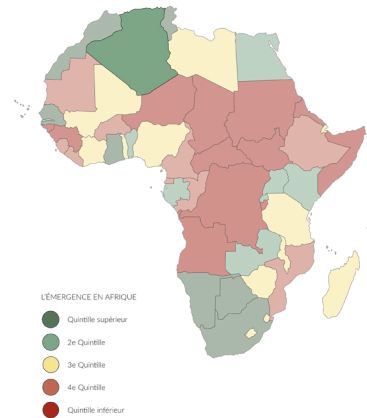 L'ÉMERGENCE EN AFRIQUE
Quintille supérieur
2e Quintille
3e Quintille
4e Quintille
Quintille inférieur